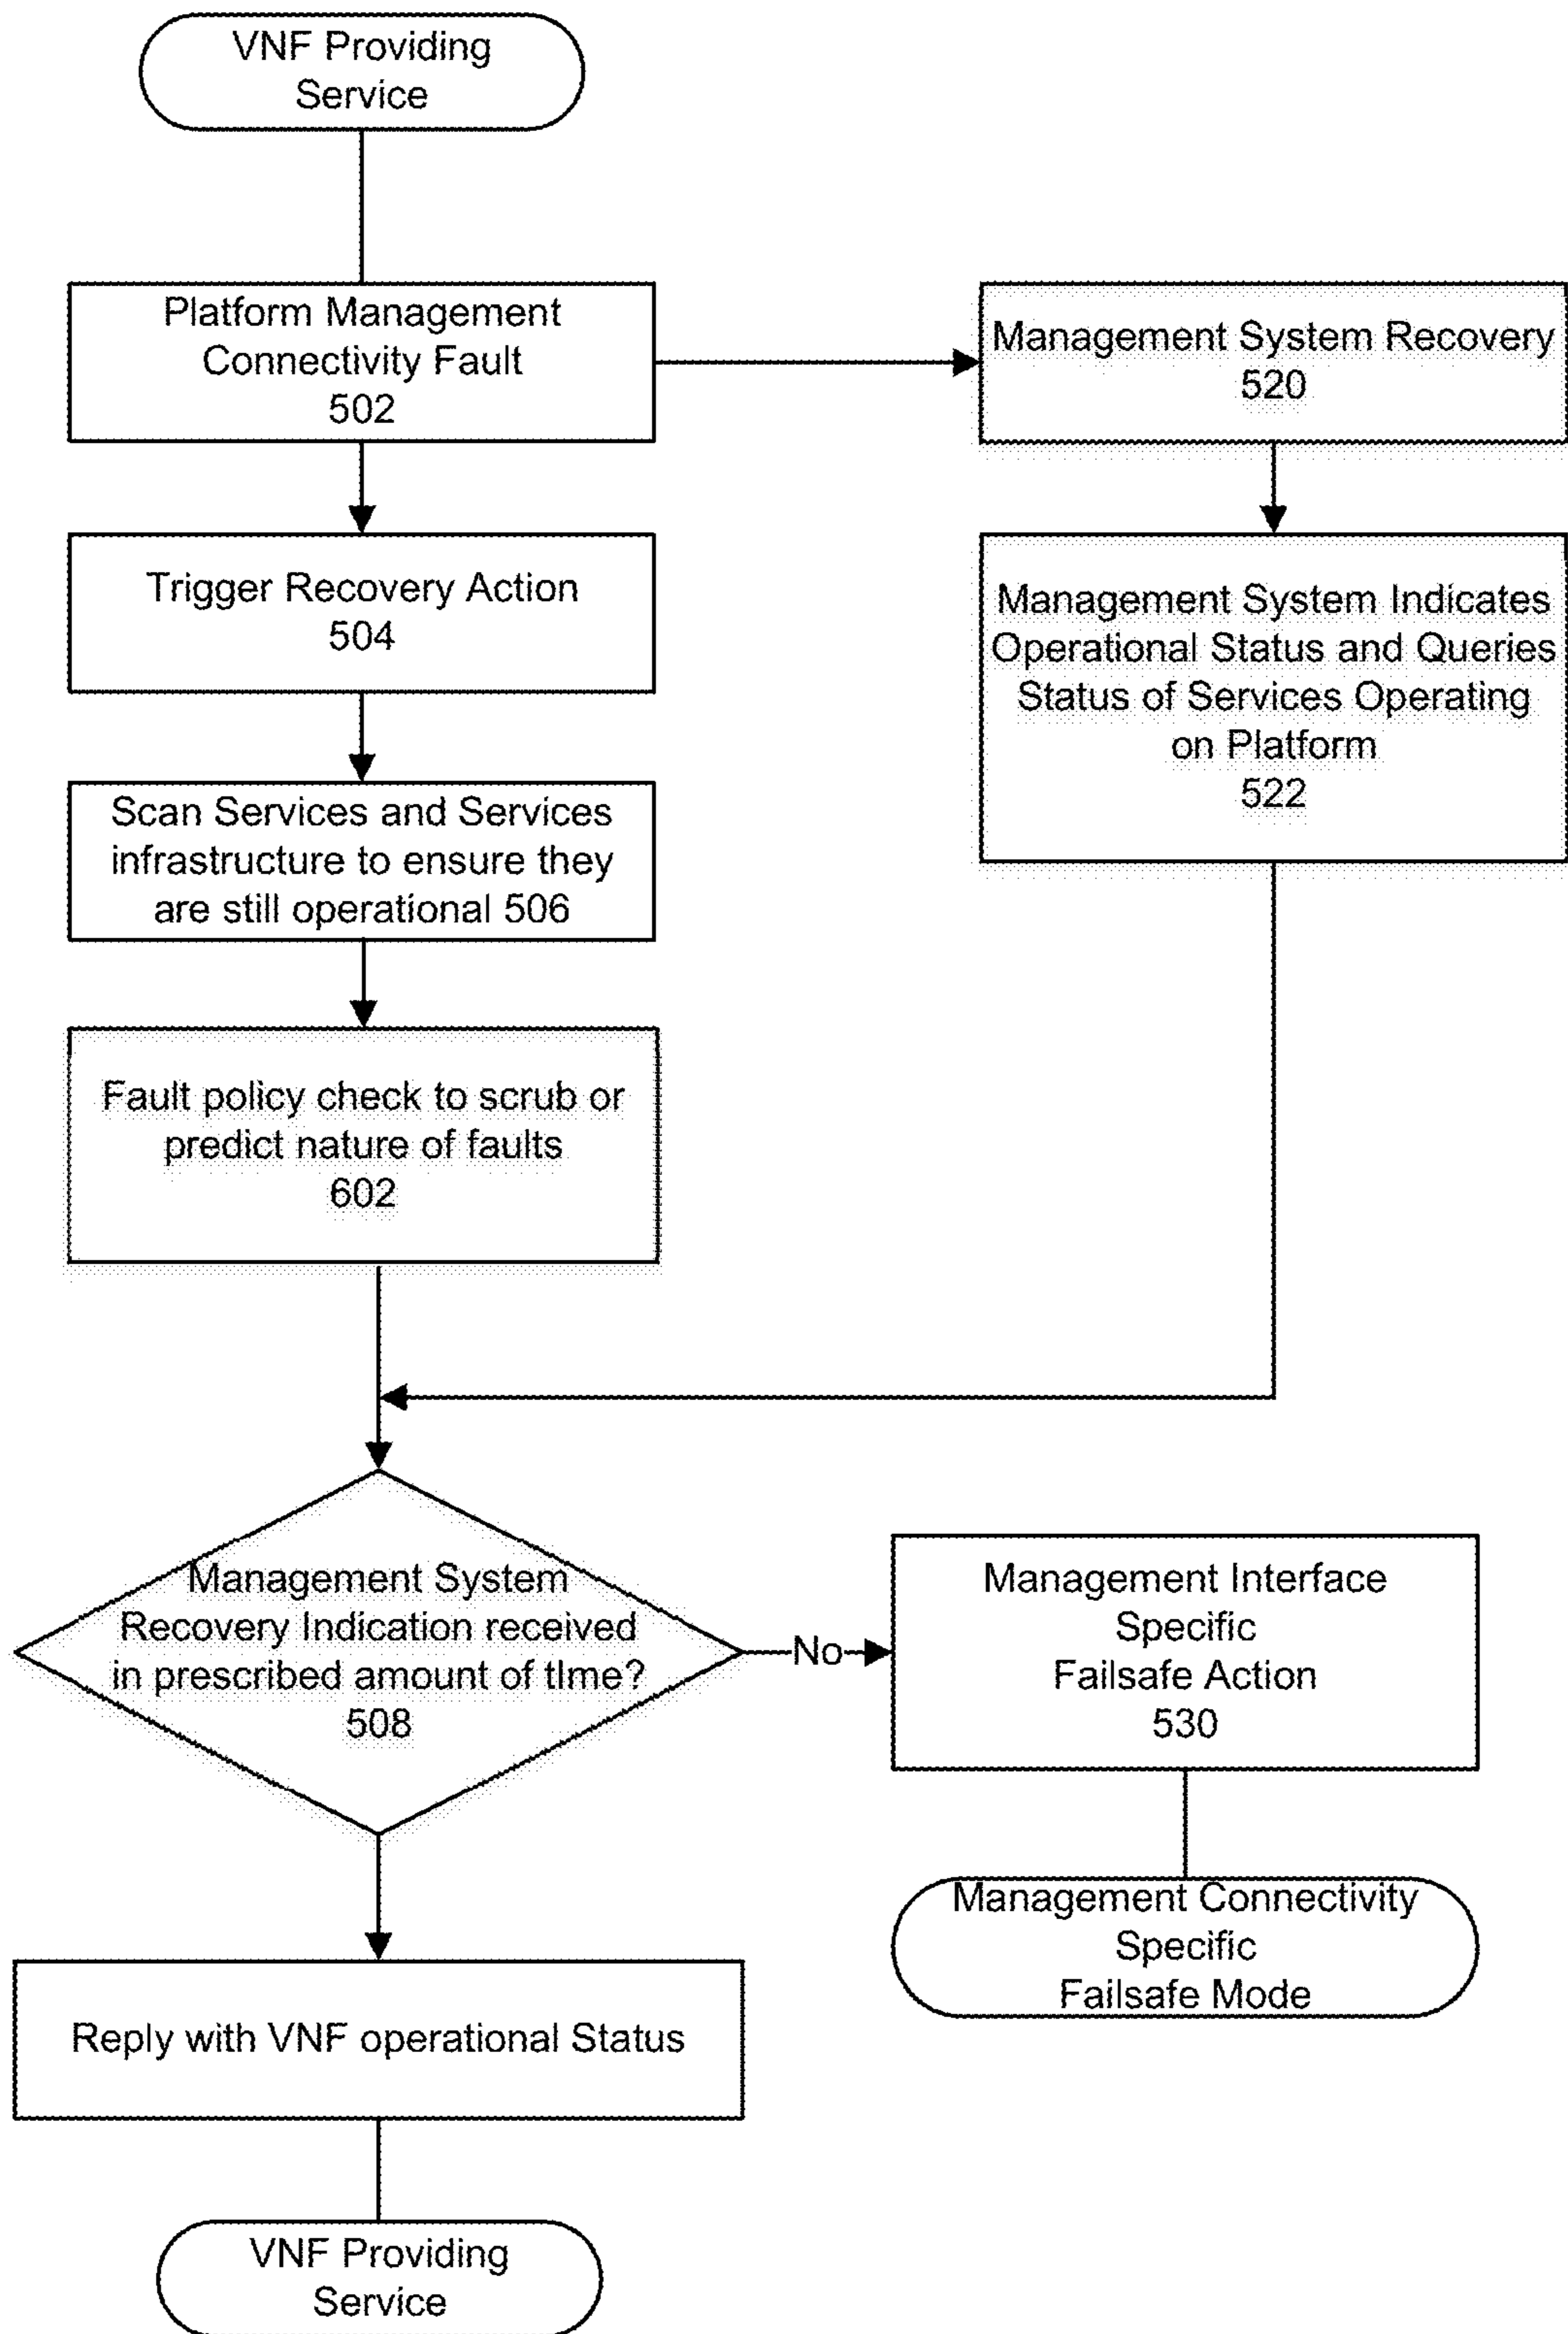 VNF Providing
Service
Platform Management
Connectivity Fault
502
Management System Recovery
520
Trigger Recovery Action
504
Management System Indicates
Operational Status and Queries
Status of Services Operating
on Platform
522
Scan Services and Services
infrastructure to ensure they
are still operational 506
Fault policy check to scrub or
predict nature of faults
602
Management System
Recovery Indication received
in prescribed amount of tIme?
508
No
Management Interface
Specific
Failsafe Action
530
Management Connectivity
Specific
Failsafe Mode
Reply with VNF operational Status
VNF Providing
Service